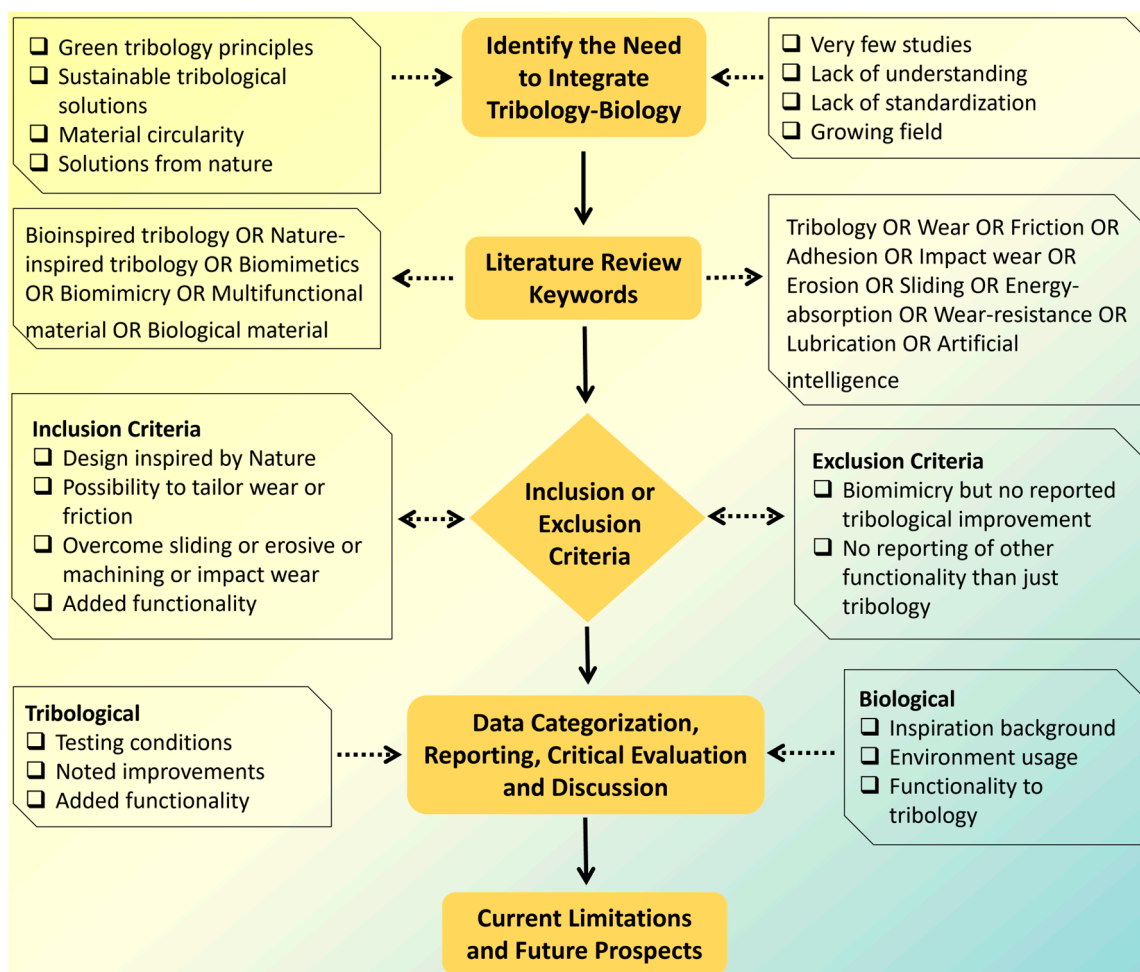 Green tribology principles
Sustainable tribological
solutions
Material circularity
Solutions from nature
Identify the Need
to Integrate
Tribology-Biology
Very few studies
Lack of understanding
Lack of standardization
Growing field
Bioinspired tribology OR Nature-
inspired tribology OR Biomimetics
OR Biomimicry OR Multifunctional
material OR Biological material
Literature Review
Keywords
Tribology OR Wear OR Friction OR
Adhesion OR Impact wear OR
Erosion OR Sliding OR Energy-
absorption OR Wear-resistance OR
Lubrication OR Artificial
intelligence
Inclusion Criteria
Design inspired by Nature
Possibility to tailor wear or
friction
Overcome sliding or erosive or
machining or impact wear
Added functionality
Inclusion or
Exclusion
Criteria
Exclusion Criteria
Biomimicry but no reported
tribological improvement
No reporting of other
functionality than just
tribology
Tribological
Testing conditions
Noted improvements
Added functionality
Data Categorization,
Reporting, Critical Evaluation
and Discussion
Biological
Inspiration background
Environment usage
Functionality to
tribology
Current Limitations
and Future Prospects